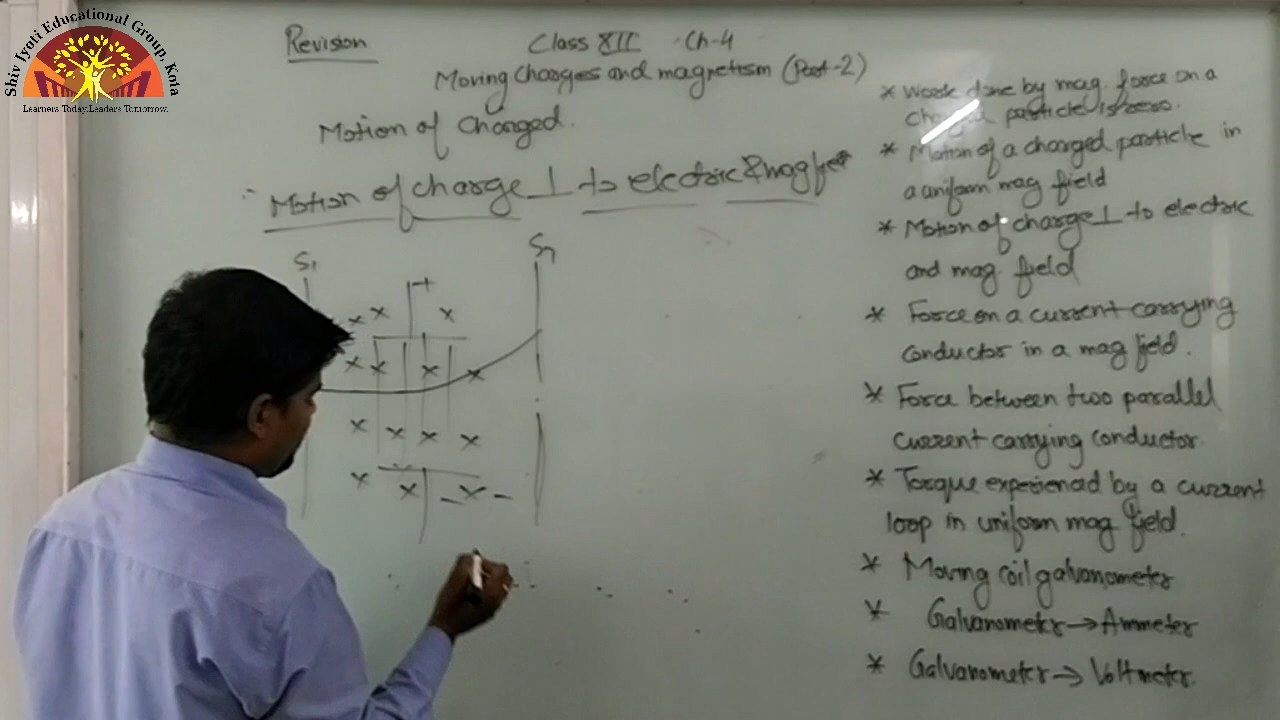 Shiv Jyoti Educational Group, Kota
Learners Today.Leaders Tomorrow.
Revision
Class XII Ch-4
Moving Charges and magnetism (Part-2)
Motion of Charged.
Motion of charge ⊥ to electric & mag field
S1
S2
+
* Work done by mag. force on a
charged particle is zero.
* Motion of a charged particle in
a uniform mag field
* Motion of charge ⊥ to electric
and mag. field
* Force on a current carrying
conductor in a mag field.
* Force between two parallel
current carrying conductor.
* Torque experienced by a current
loop in uniform mag field.
* Moving coil galvanometer
* Galvanometer → Ammeter
* Galvanometer → Voltmeter.